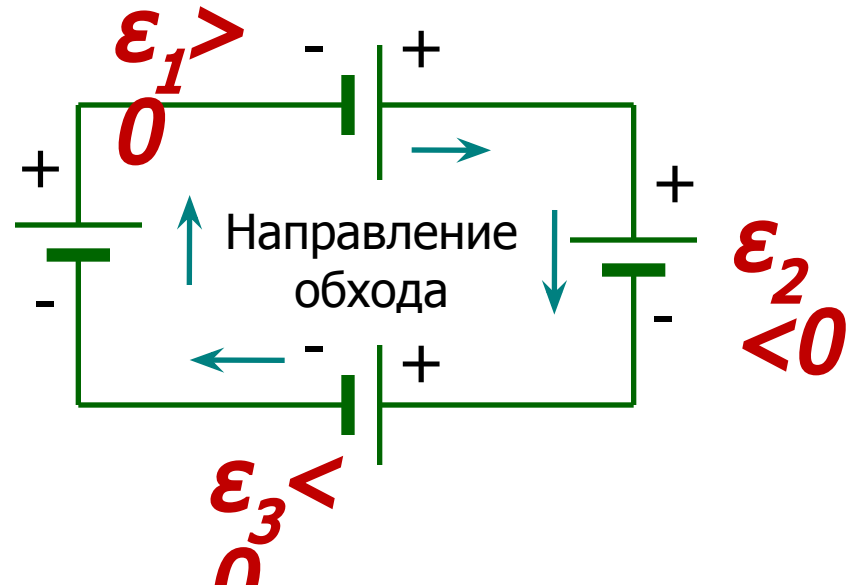 ε₁>
0
- +
+
-
Направление
обхода
+
-
ε₂
<0
- +
ε₃<
0